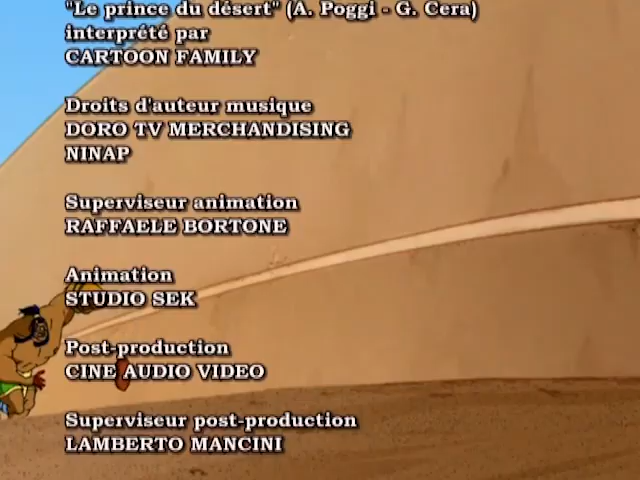 "Le prince du désert" (A. Poggi - G. Cera)
interprété par
CARTOON FAMILY
Droits d'auteur musique
DORO TV MERCHANDISING
NINAP
Superviseur animation
RAFFAELE BORTONE
Animation
STUDIO SEK
Post-production
CINE AUDIO VIDEO
Superviseur post-production
LAMBERTO MANCINI